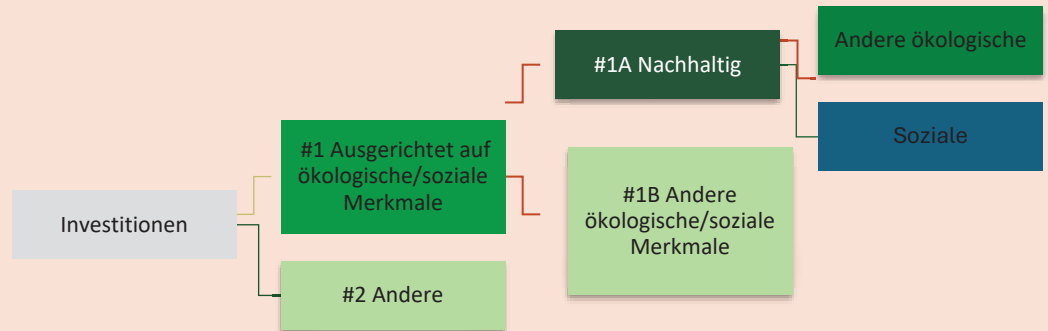 Investitionen
#1 Ausgerichtet auf
ökologische/soziale
Merkmale
#2 Andere
#1A Nachhaltig
#1B Andere
ökologische/soziale
Merkmale
Andere ökologische
Soziale